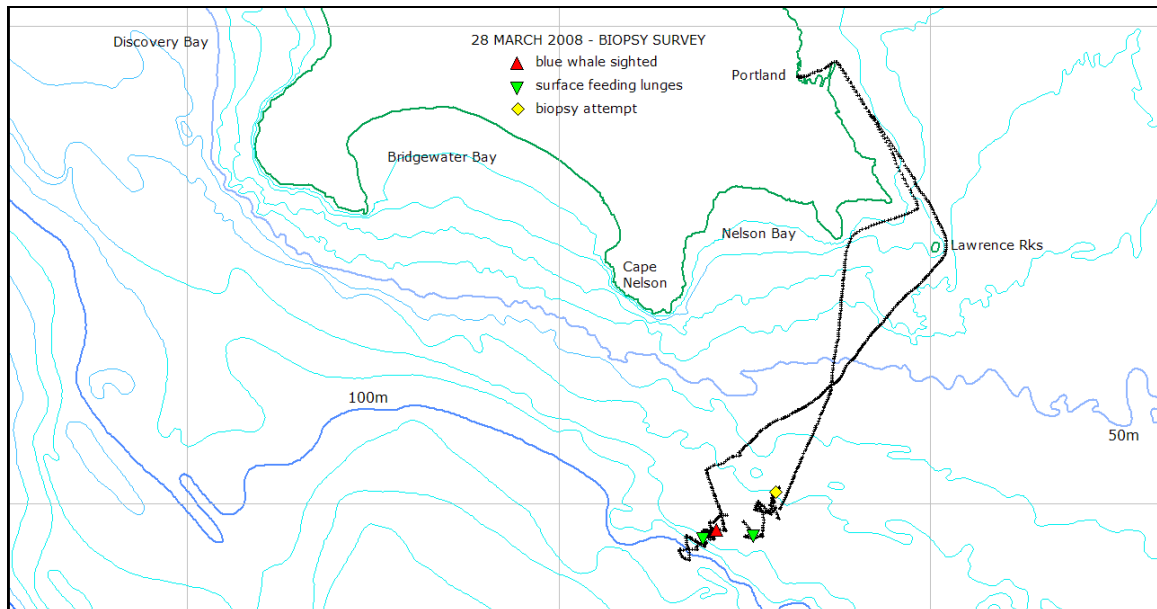 Discovery Bay
28 MARCH 2008 - BIOPSY SURVEY
blue whale sighted
surface feeding lunges
biopsy attempt
Portland
Bridgewater Bay
Nelson Bay
Lawrence Rks
Cape
Nelson
100m
50m